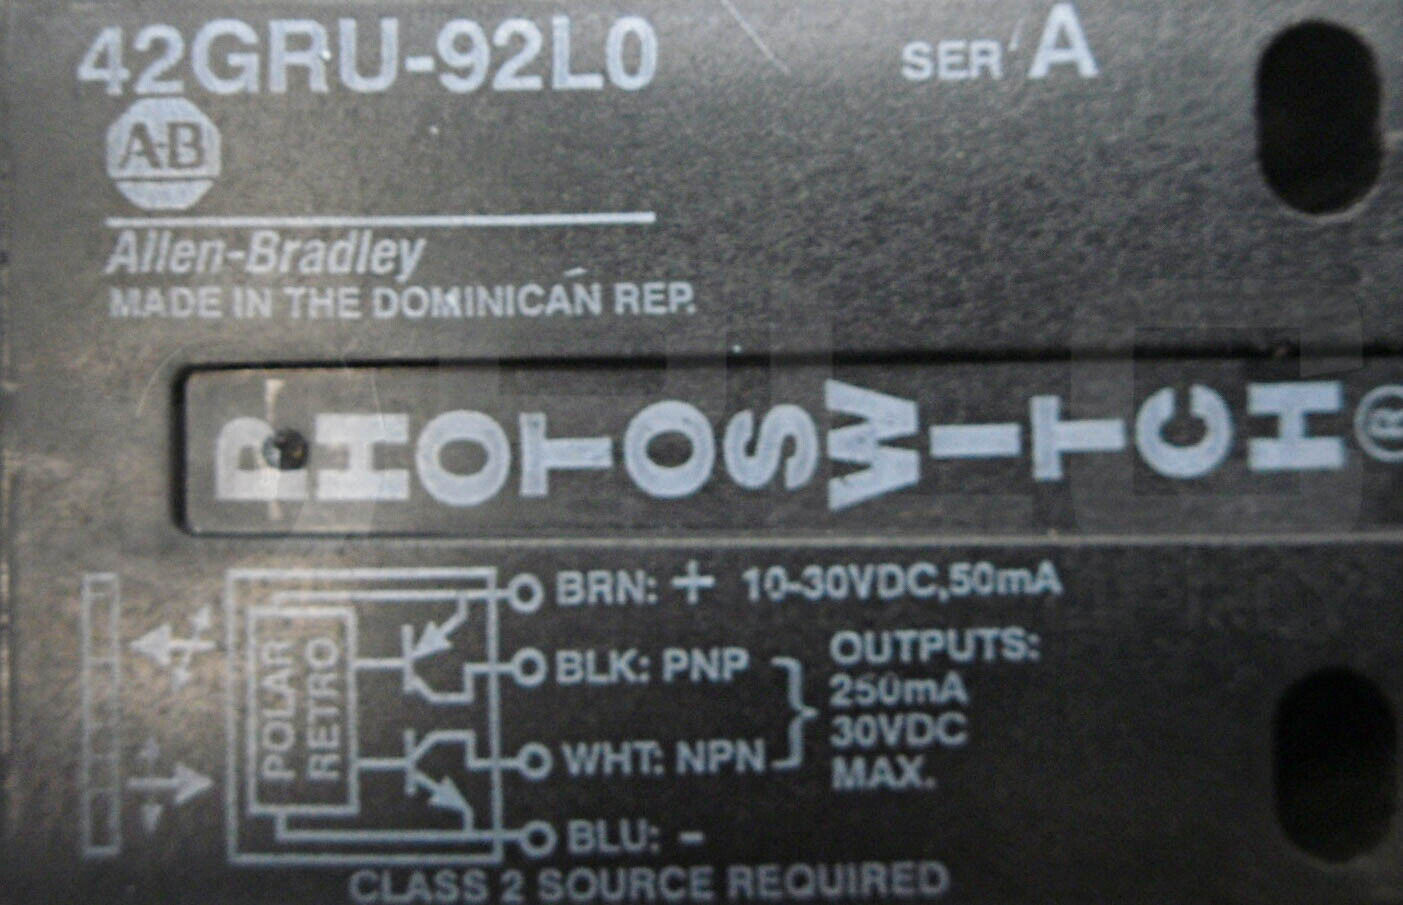 42GRU-92L0 SER A
A-B
Allen-Bradley
MADE IN THE DOMINICAN REP.
PHOTOSWITCH®
BRN: + 10-30VDC,50mA
BLK: PNP
WHT: NPN
OUTPUTS:
250mA
30VDC
MAX.
POLAR
RETRO
BLU: -
CLASS 2 SOURCE REQUIRED